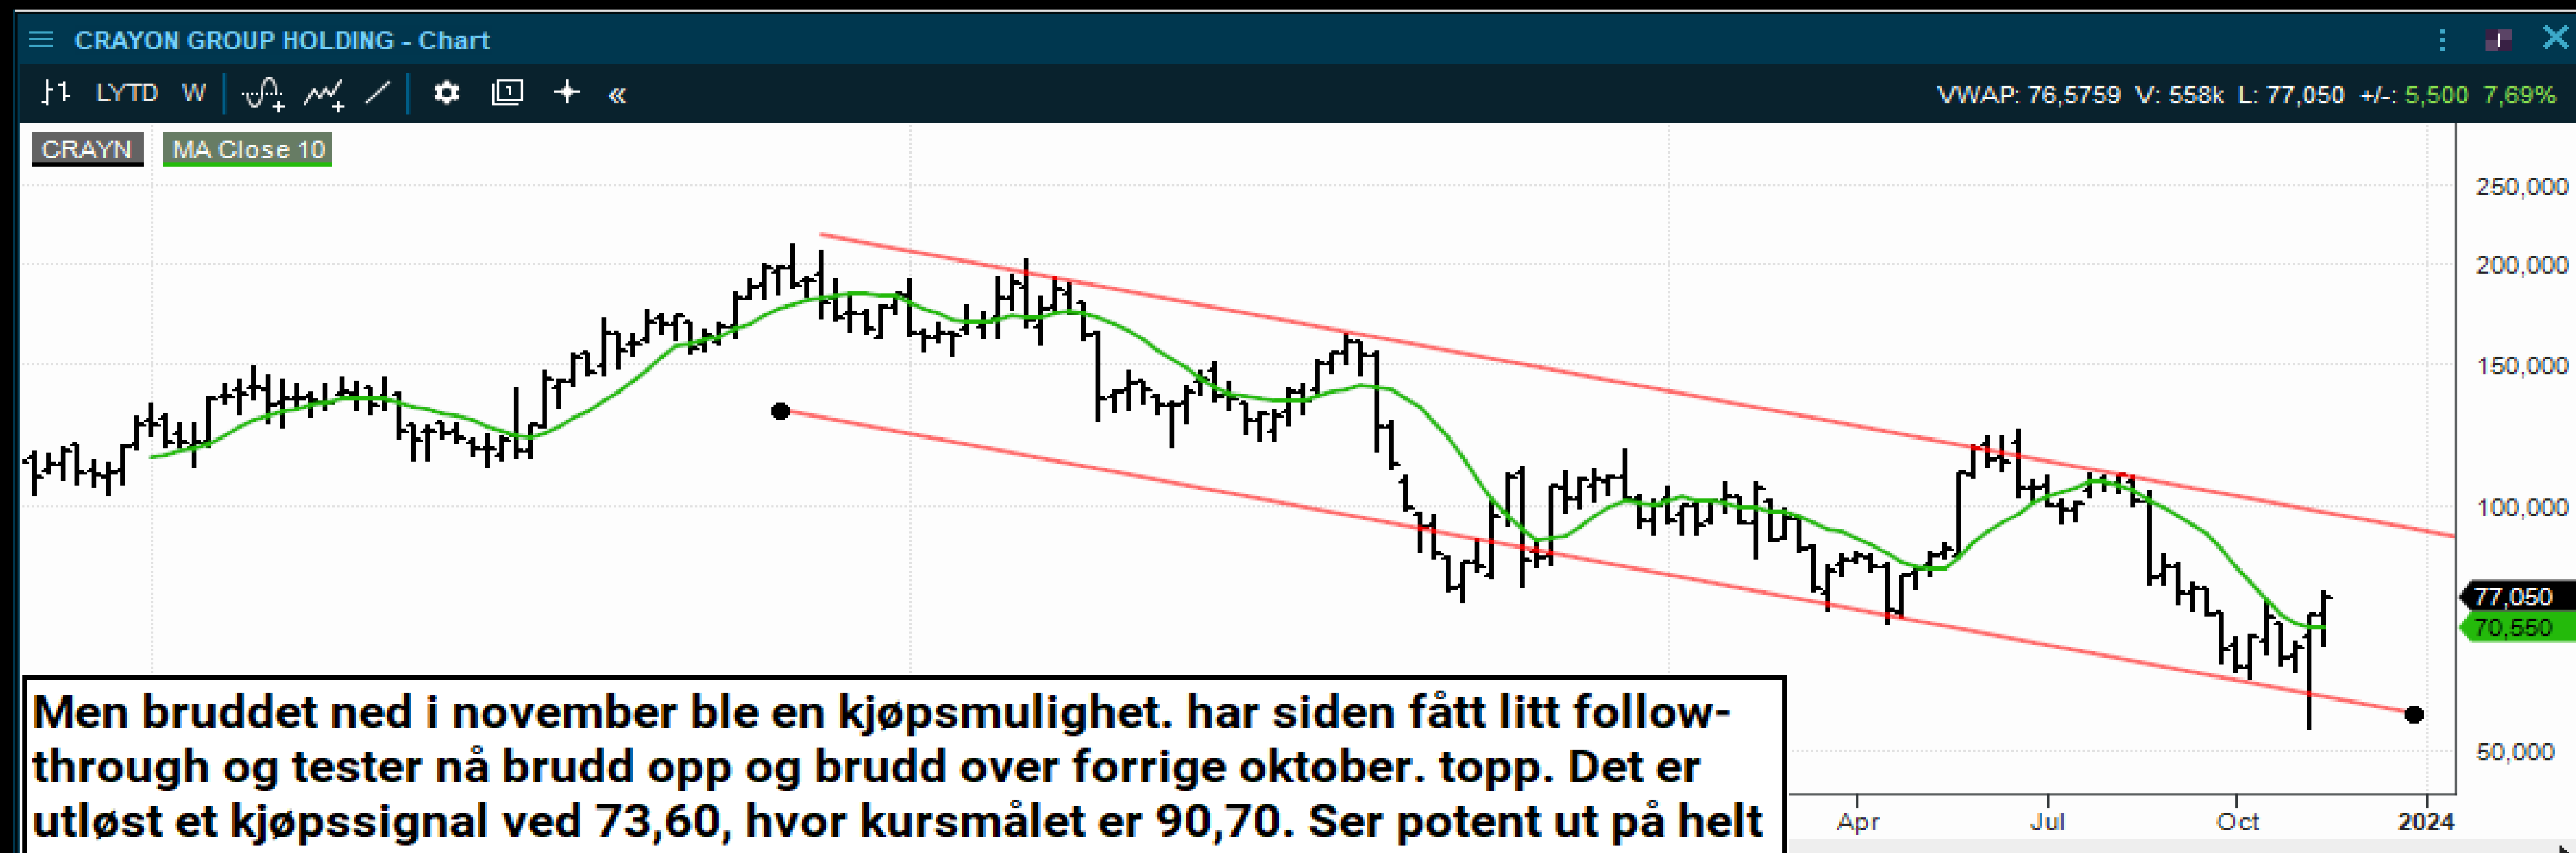 CRAYON GROUP HOLDING - Chart
LYTD W 1 « VWAP: 76,5759 V: 558k L: 77,050 +/-: 5,500 7,69%
CRAYN MA Close 10
250,000
200,000
150,000
100,000
77,050
70,550
50,000
Men bruddet ned i november ble en kjøpsmulighet. har siden fått litt follow-
through og tester nå brudd opp og brudd over forrige oktober. topp. Det er
utløst et kjøpssignal ved 73,60, hvor kursmålet er 90,70. Ser potent ut på helt
Apr Jul Oct 2024